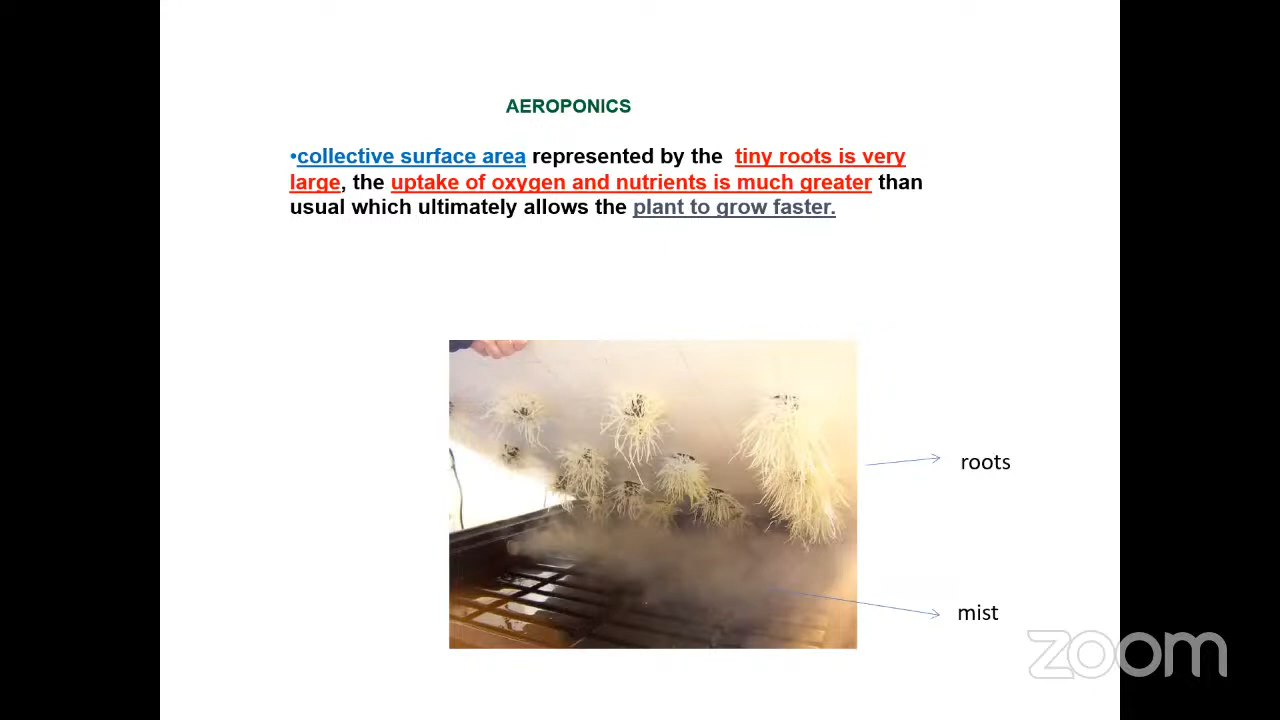 AEROPONICS
•collective surface area represented by the tiny roots is very
large, the uptake of oxygen and nutrients is much greater than
usual which ultimately allows the plant to grow faster.
roots
mist
zoom